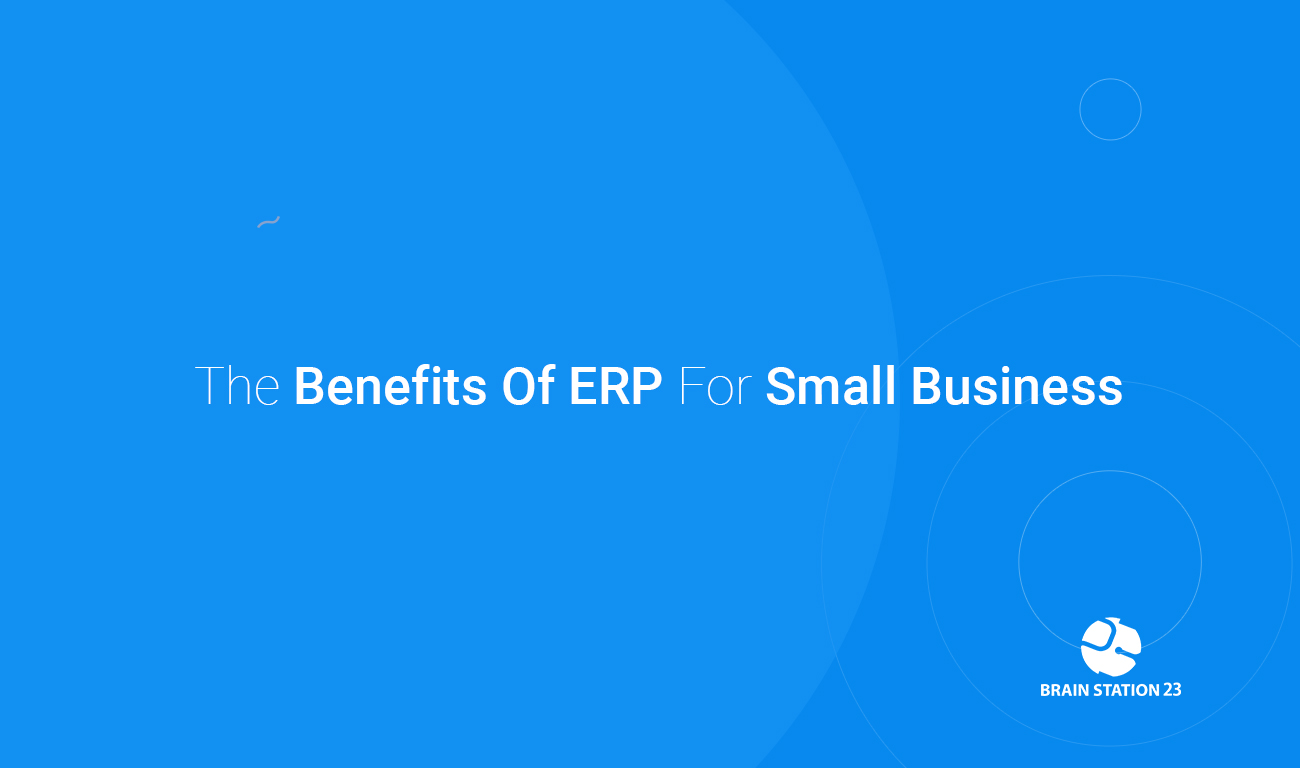 The Benefits Of ERP For Small Business
BRAIN STATION 23